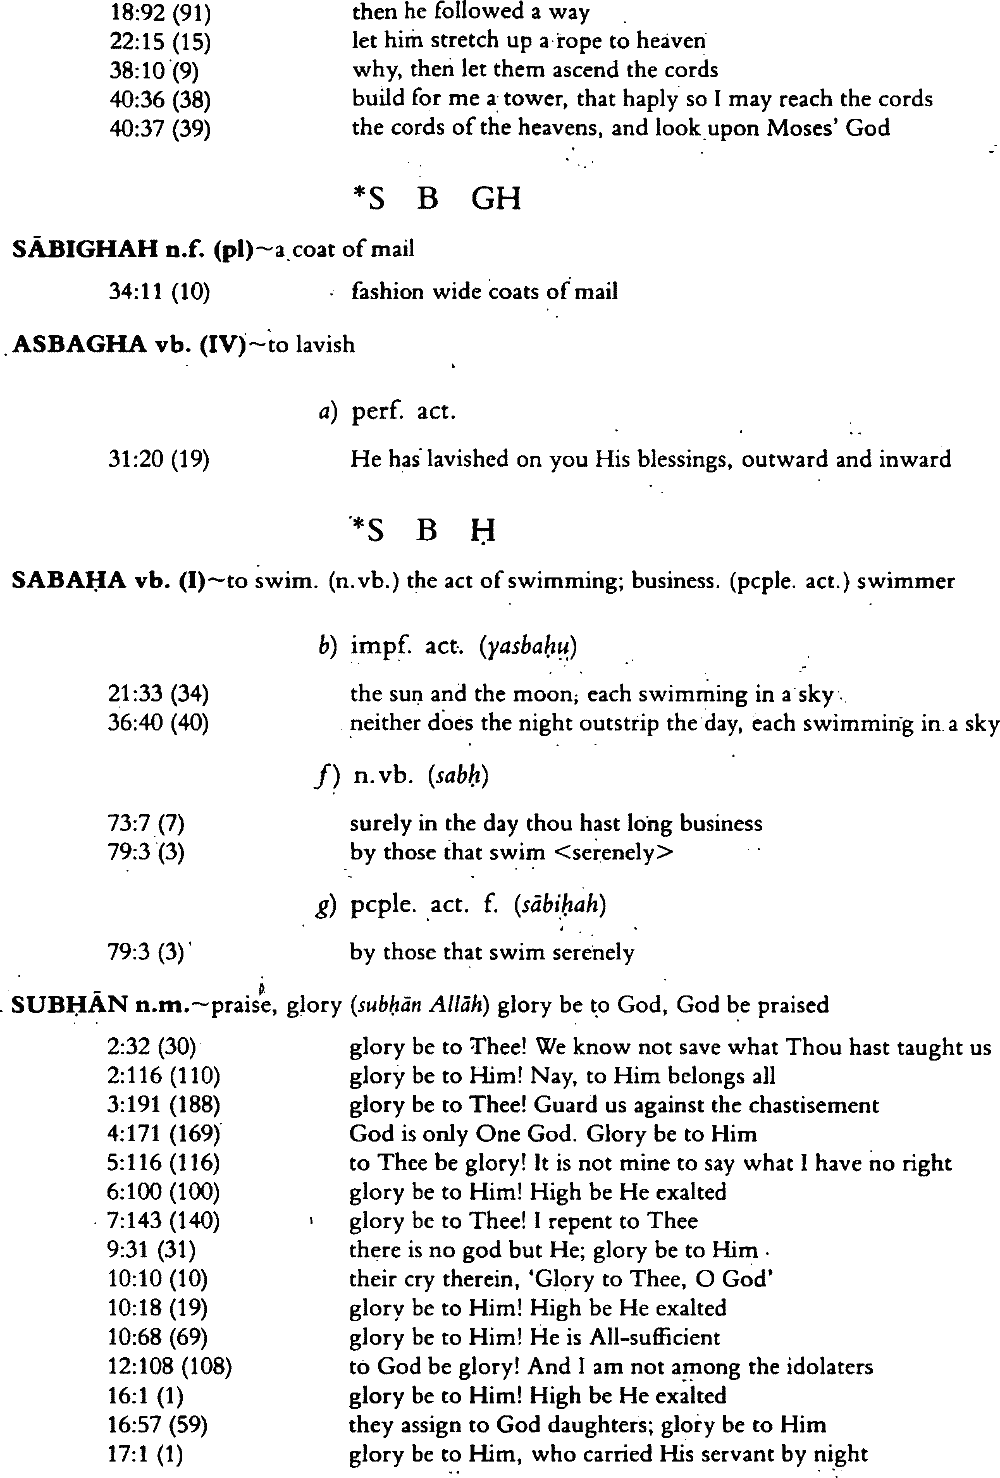 18:92 (91) then he followed a way
22:15 (15) let him stretch up a rope to heaven
38:10 (9) why, then let them ascend the cords
40:36 (38) build for me a tower, that haply so I may reach the cords
40:37 (39) the cords of the heavens, and look upon Moses' God
*S B GH
SĀBIGHAH n.f. (pl)~a coat of mail
34:11 (10) fashion wide coats of mail
ASBAGHA vb. (IV)~to lavish
a) perf. act.
31:20 (19) He has lavished on you His blessings, outward and inward
*S B Ḥ
SABAḤA vb. (I)~to swim. (n.vb.) the act of swimming; business. (pcple. act.) swimmer
b) impf. act. (yasbaḥu)
21:33 (34) the sun and the moon, each swimming in a sky
36:40 (40) neither does the night outstrip the day, each swimming in a sky
f) n.vb. (sabḥ)
73:7 (7) surely in the day thou hast long business
79:3 (3) by those that swim <serenely>
g) pcple. act. f. (sābiḥah)
79:3 (3) by those that swim serenely
SUBḤĀN n.m.~praise, glory (subḥān Allāh) glory be to God, God be praised
2:32 (30) glory be to Thee! We know not save what Thou hast taught us
2:116 (110) glory be to Him! Nay, to Him belongs all
3:191 (188) glory be to Thee! Guard us against the chastisement
4:171 (169) God is only One God. Glory be to Him
5:116 (116) to Thee be glory! It is not mine to say what I have no right
6:100 (100) glory be to Him! High be He exalted
7:143 (140) glory be to Thee! I repent to Thee
9:31 (31) there is no god but He; glory be to Him
10:10 (10) their cry therein, 'Glory to Thee, O God'
10:18 (19) glory be to Him! High be He exalted
10:68 (69) glory be to Him! He is All-sufficient
12:108 (108) to God be glory! And I am not among the idolaters
16:1 (1) glory be to Him! High be He exalted
16:57 (59) they assign to God daughters; glory be to Him
17:1 (1) glory be to Him, who carried His servant by night